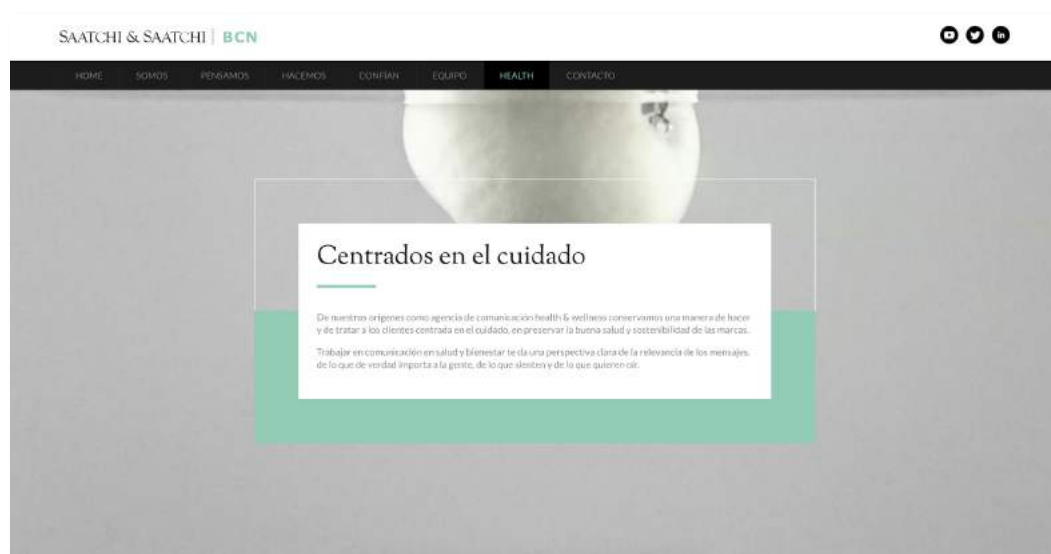 SAATCHI & SAATCHI | BCN
HOME SOMOS PENSAMOS HACEMOS CONFÍAN EQUIPO HEALTH CONTACTO
Centrados en el cuidado
De nuestros orígenes como agencia de comunicación health & wellness conservamos una manera de hacer
y de tratar a los clientes centrada en el cuidado, en preservar la buena salud y sostenibilidad de las marcas.
Trabajar en comunicación en salud y bienestar te da una perspectiva clara de la relevancia de los mensajes,
de lo que de verdad importa a la gente, de lo que sienten y de lo que quieren oír.